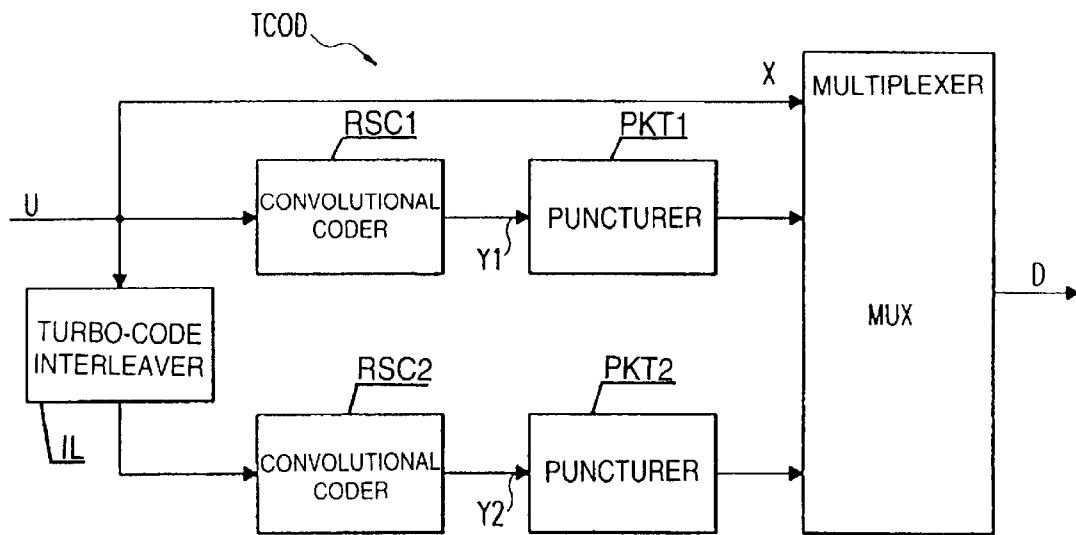 TCOD
X
MULTIPLEXER
RSC1
PKT1
U
CONVOLUTIONAL
CODER
Y1
PUNCTURER
D
MUX
TURBO-CODE
INTERLEAVER
IL
RSC2
PKT2
CONVOLUTIONAL
CODER
Y2
PUNCTURER